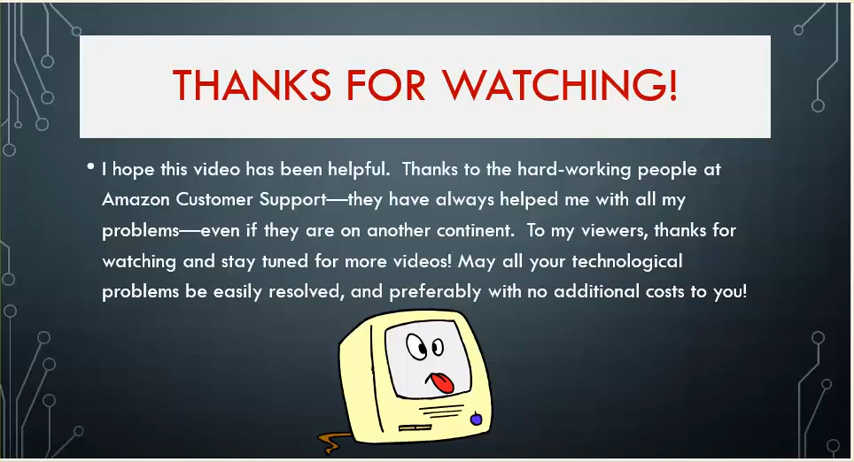 THANKS FOR WATCHING!
• I hope this video has been helpful.  Thanks to the hard-working people at
Amazon Customer Support—they have always helped me with all my
problems—even if they are on another continent.  To my viewers, thanks for
watching and stay tuned for more videos! May all your technological
problems be easily resolved, and preferably with no additional costs to you!